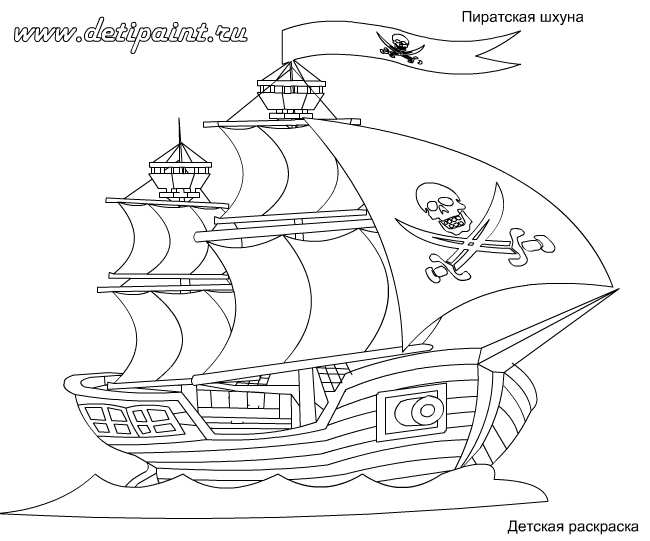 Пиратская шхуна
www.detipaint.ru
Детская раскраска